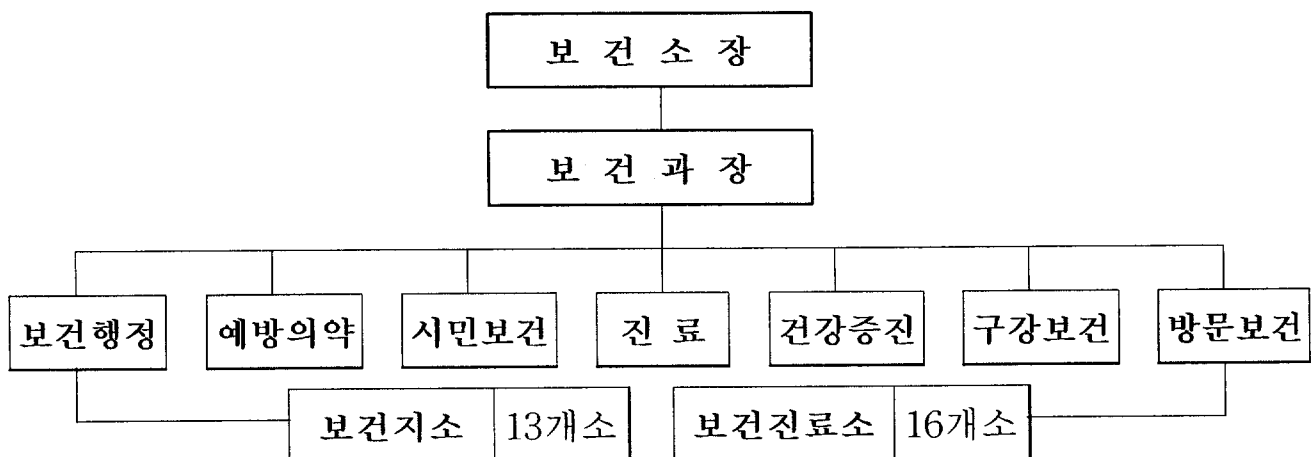 보 건 소 장
보 건 과 장
보건행정 예방의약 시민보건 진 료 건강증진 구강보건 방문보건
보건지소 13개소 보건진료소 16개소